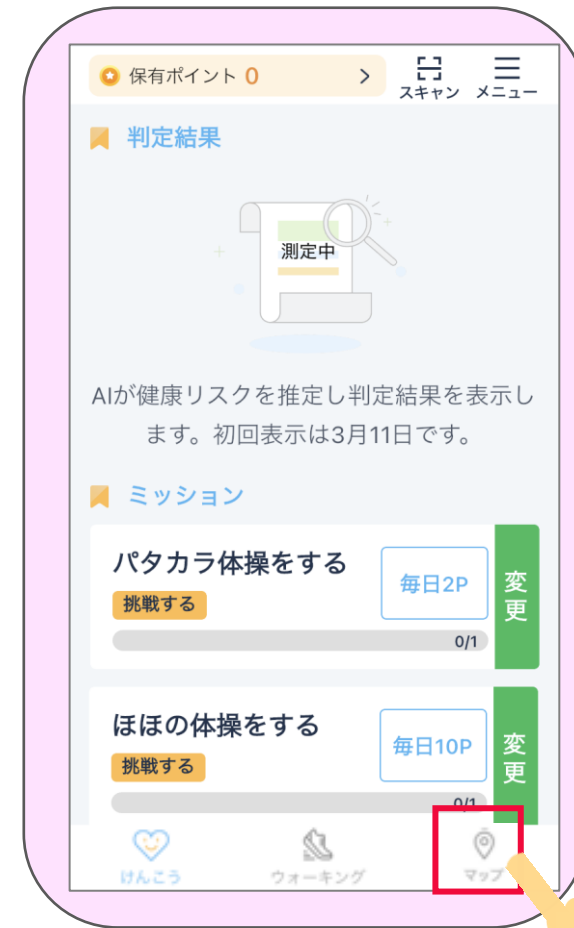 保有ポイント 0 >
スキャン メニュー
判定結果
測定中
AIが健康リスクを推定し判定結果を表示し
ます。初回表示は3月11日です。
ミッション
パタカラ体操をする
挑戦する
毎日2P
変更
0/1
ほほの体操をする
挑戦する
毎日10P
変更
0/1
けんこう ウォーキング マップ